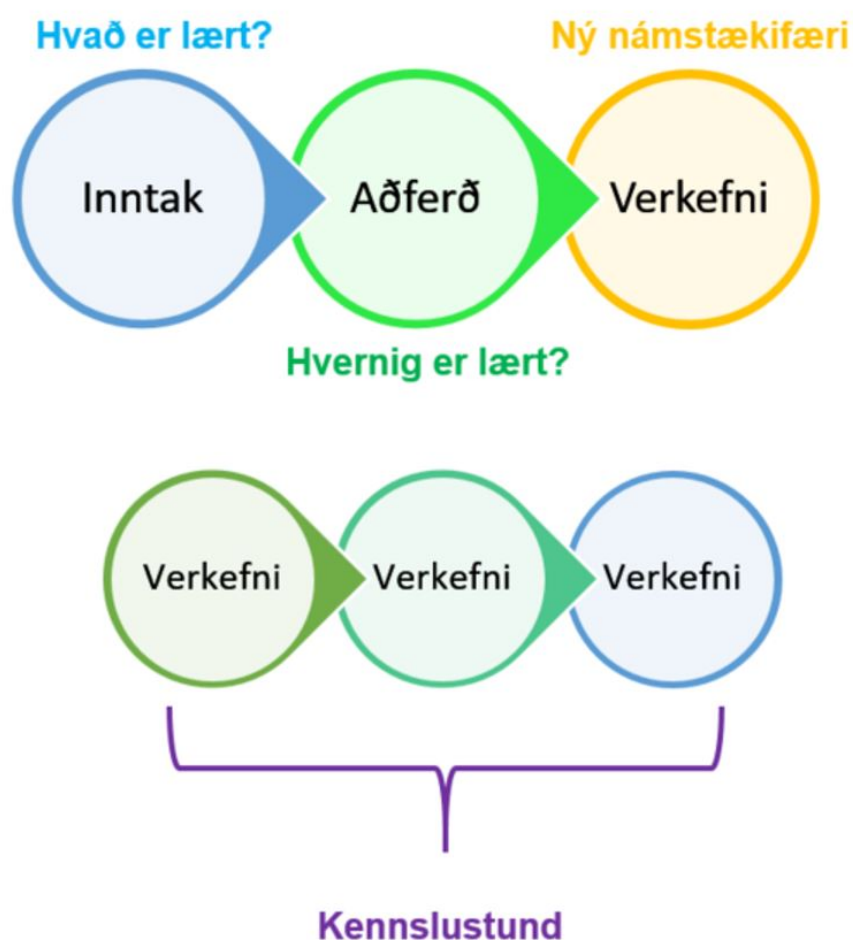 Hvað er lært?
Ný námstækifæri
Inntak
Aðferð
Verkefni
Hvernig er lært?
Verkefni
Verkefni
Verkefni
Kennslustund